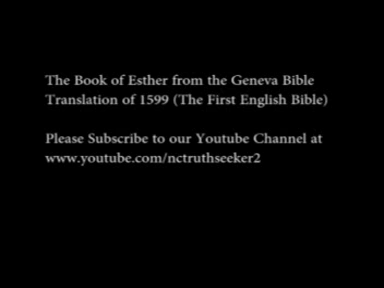 The Book of Esther from the Geneva Bible
Translation of 1599 (The First English Bible)
Please Subscribe to our Youtube Channel at
www.youtube.com/nctruthseeker2